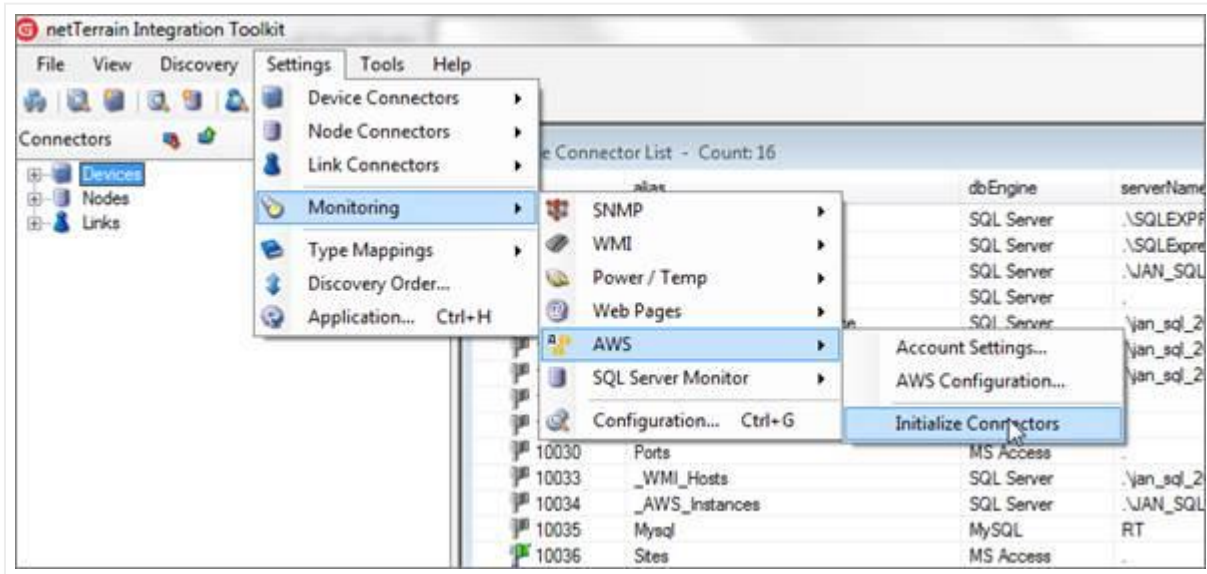 netTerrain Integration Toolkit
File View Discovery Settings Tools Help
Connectors
Devices
Nodes
Links
Device Connectors
Node Connectors
Link Connectors
Monitoring
Type Mappings
Discovery Order...
Application... Ctrl+H
SNMP
WMI
Power / Temp
Web Pages
AWS
SQL Server Monitor
Configuration... Ctrl+G
Account Settings...
AWS Configuration...
Initialize Connectors
Connector List - Count: 16
alias dbEngine serverName
SQL Server .\SQLEXPR
SQL Server .\SQLExpre
SQL Server .\JAN_SQL
SQL Server .
SQL Server \jan_sql_2
\jan_sql_2
\jan_sql_2
10030 Ports MS Access .
10033 _WMI_Hosts SQL Server .\jan_sql_2
10034 _AWS_Instances SQL Server .\JAN_SQL
10035 Mysql MySQL RT
10036 Sites MS Access .